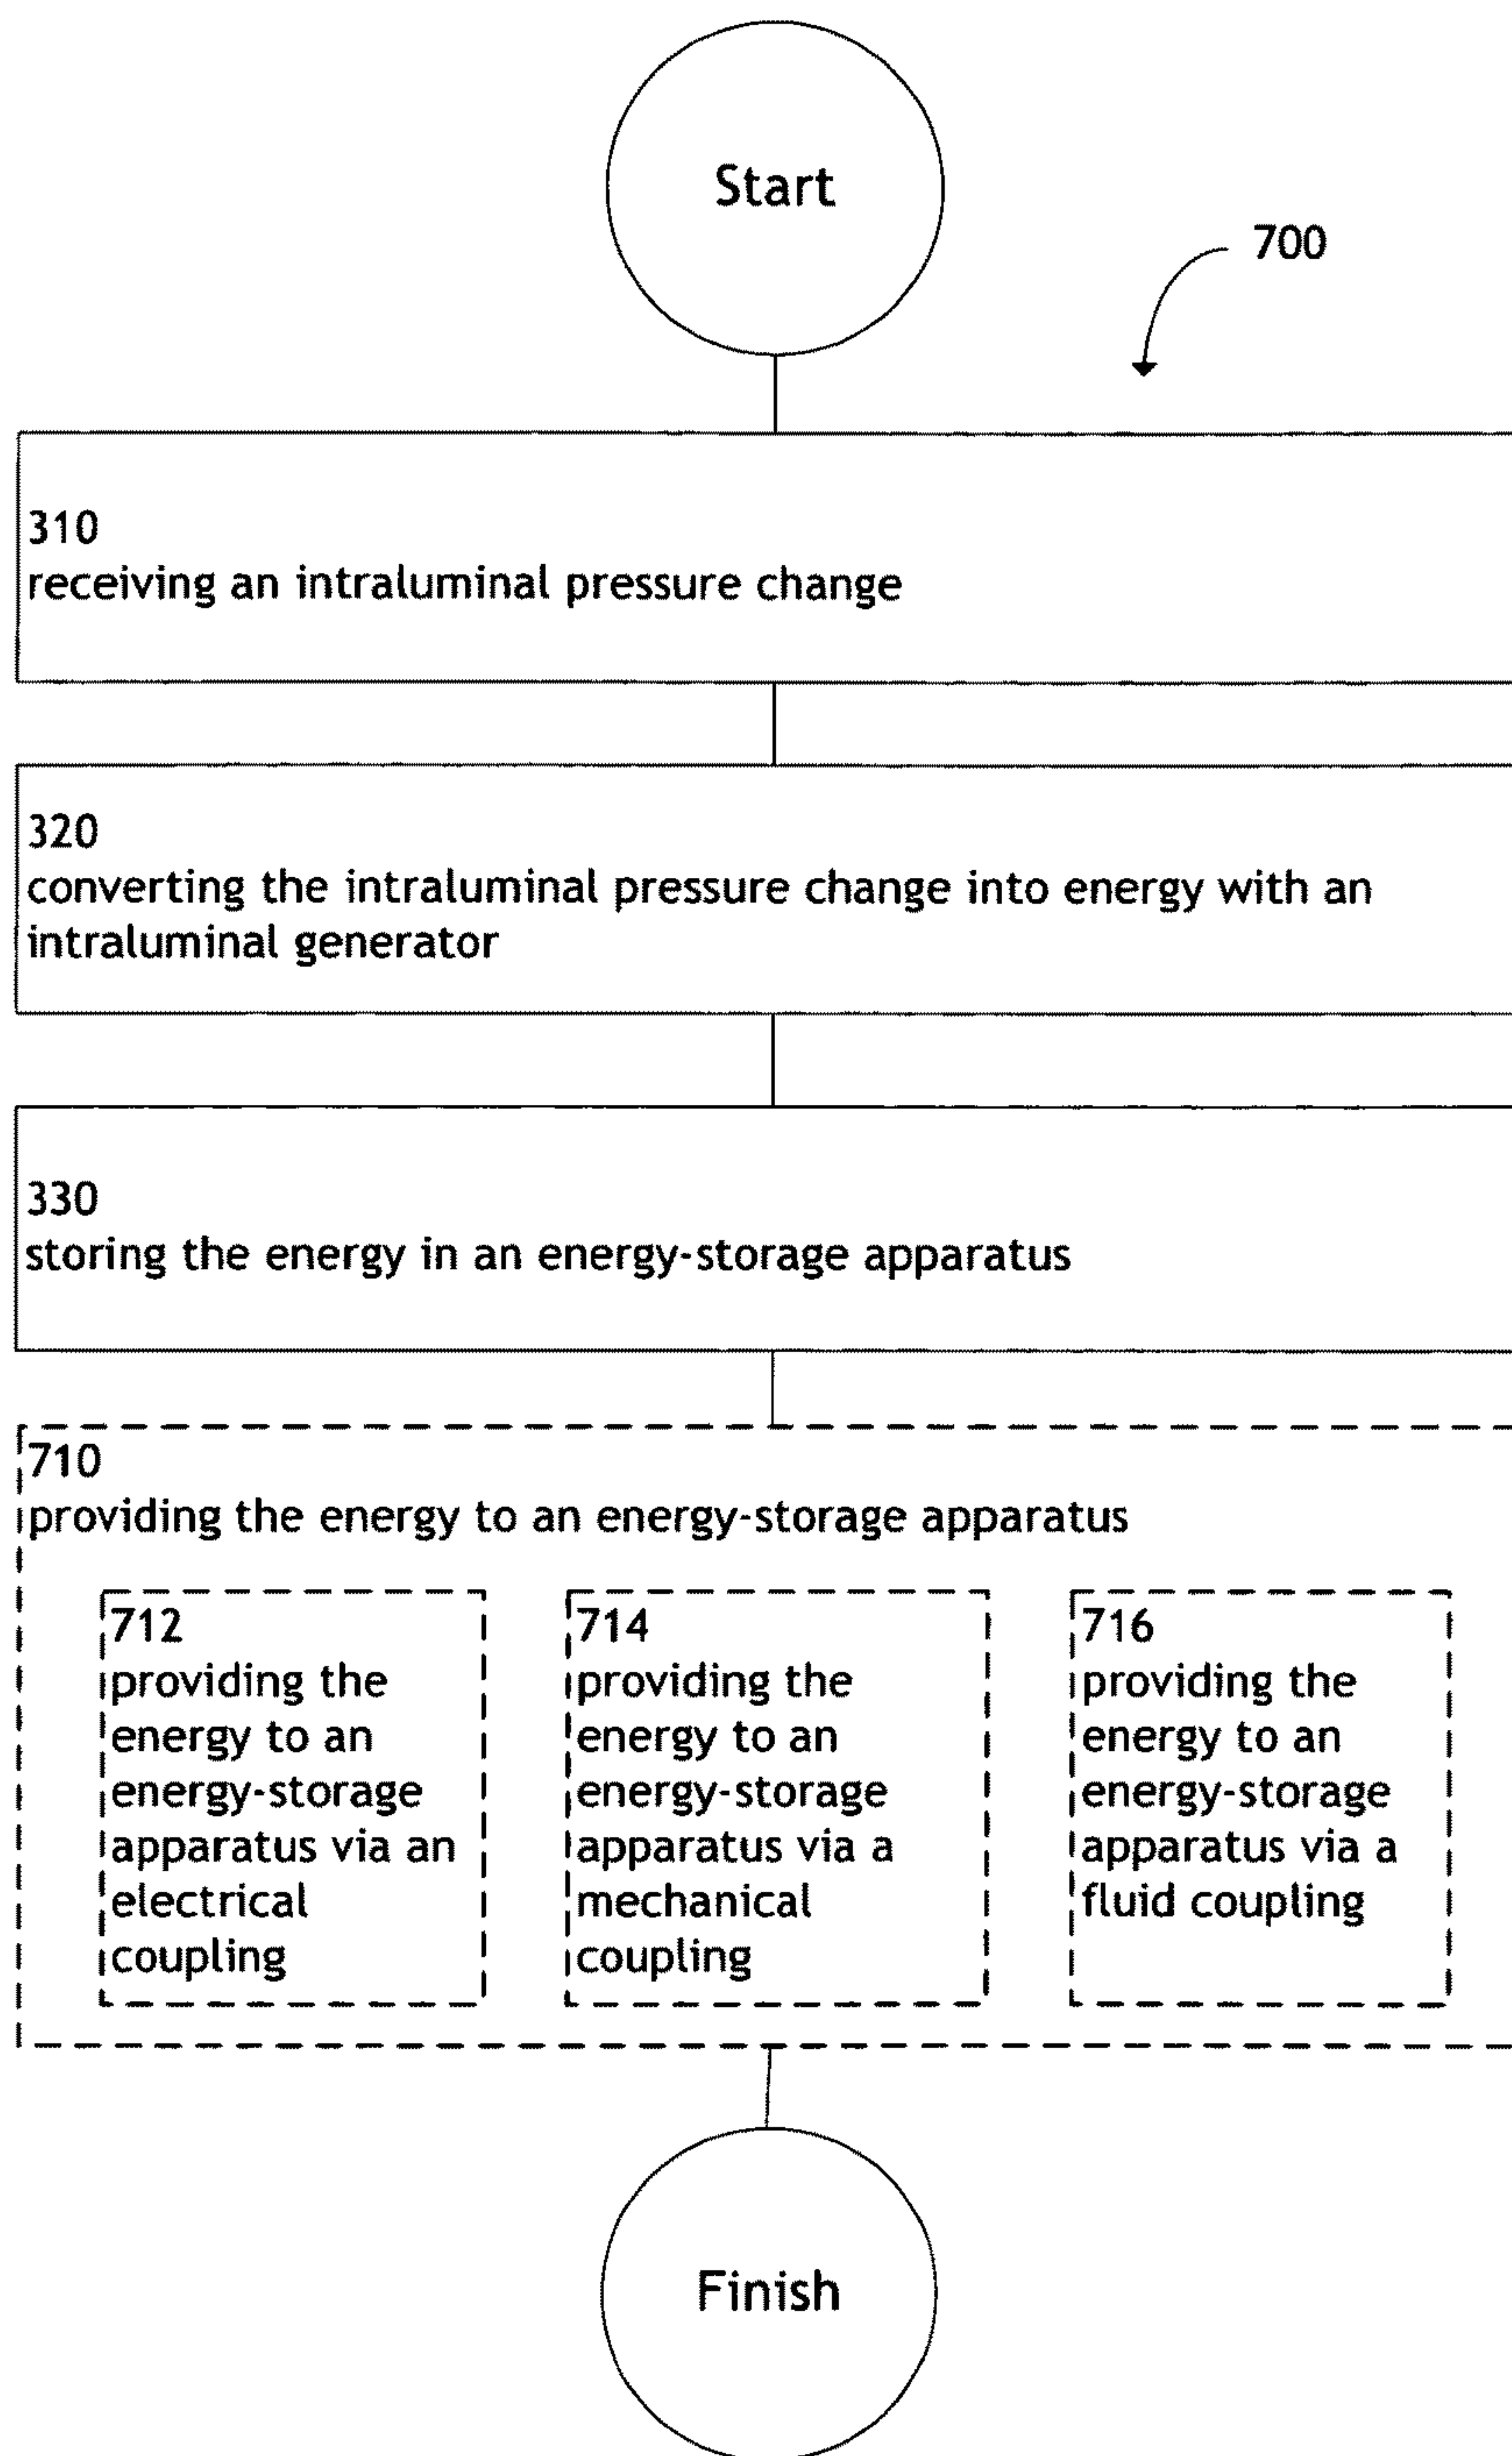 Start
700
310
receiving an intraluminal pressure change
320
converting the intraluminal pressure change into energy with an
intraluminal generator
330
storing the energy in an energy-storage apparatus
710
providing the energy to an energy-storage apparatus
712
providing the
energy to an
energy-storage
apparatus via an
electrical
coupling
714
providing the
energy to an
energy-storage
apparatus via a
mechanical
coupling
716
providing the
energy to an
energy-storage
apparatus via a
fluid coupling
Finish